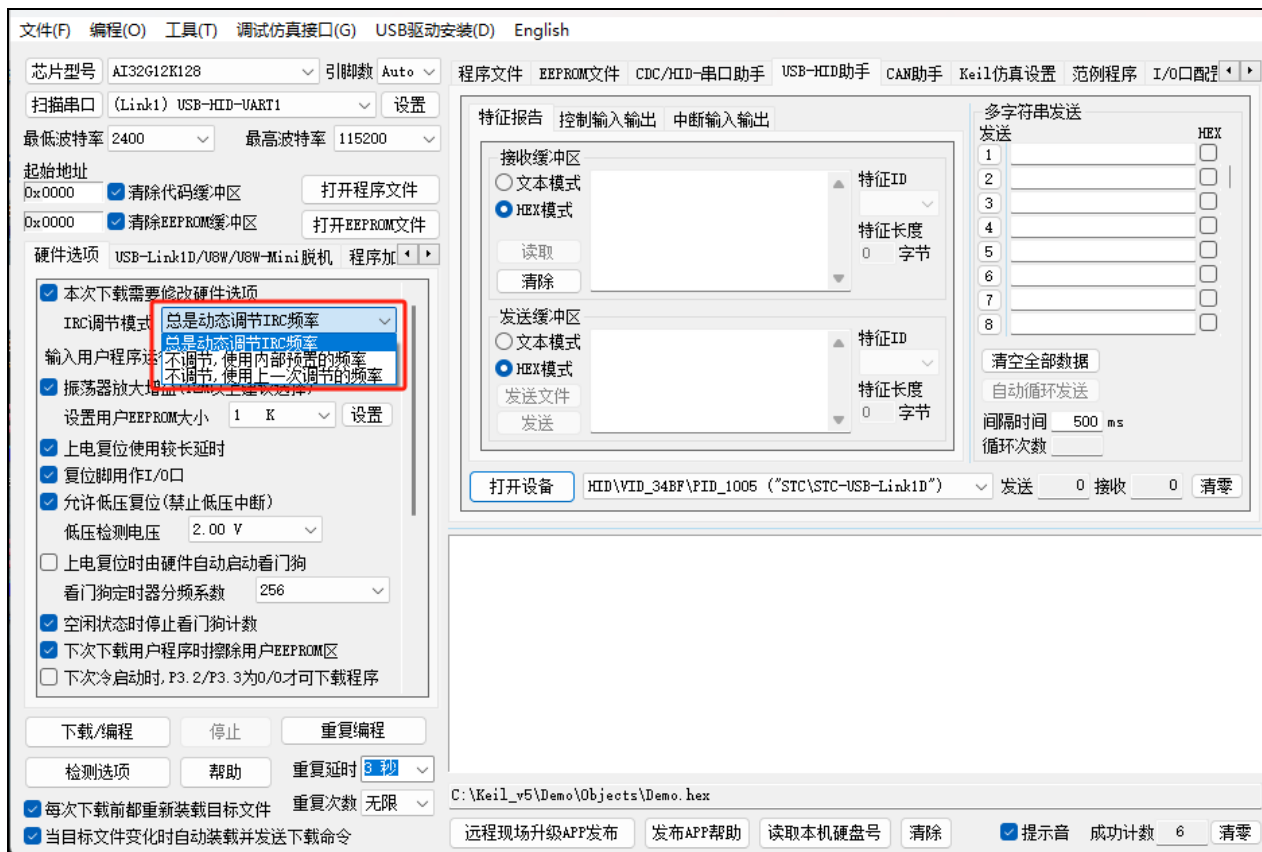 文件(F) 编程(O) 工具(T) 调试仿真接口(G) USB驱动安装(D) English
芯片型号 AI32G12K128 引脚数 Auto
扫描串口 (Link1) USB-HID-UART1 设置
最低波特率 2400 最高波特率 115200
起始地址
0x0000 清除代码缓冲区 打开程序文件
0x0000 清除EEPROM缓冲区 打开EEPROM文件
硬件选项 USB-Link1D/U8W/U8W-Mini脱机 程序加
本次下载需要修改硬件选项
IRC调节模式 总是动态调节IRC频率
总是动态调节IRC频率
不调节,使用内部预置的频率
不调节,使用上一次调节的频率
输入用户程序运
振荡器放大增益
设置用户EEPROM大小 1 K 设置
上电复位使用较长延时
复位脚用作I/O口
允许低压复位(禁止低压中断)
低压检测电压 2.00 V
上电复位时由硬件自动启动看门狗
看门狗定时器分频系数 256
空闲状态时停止看门狗计数
下次下载用户程序时擦除用户EEPROM区
下次冷启动时,P3.2/P3.3为0/0才可下载程序
下载/编程 停止 重复编程
检测选项 帮助 重复延时 3 秒
每次下载前都重新装载目标文件 重复次数 无限
当目标文件变化时自动装载并发送下载命令
程序文件 EEPROM文件 CDC/HID-串口助手 USB-HID助手 CAN助手 Keil仿真设置 范例程序 I/O口配
特征报告 控制输入输出 中断输入输出
接收缓冲区
文本模式 特征ID
HEX模式
特征长度
读取 0 字节
清除
发送缓冲区
文本模式 特征ID
HEX模式
发送文件 特征长度
发送 0 字节
多字符串发送
发送 HEX
1
2
3
4
5
6
7
8
清空全部数据
自动循环发送
间隔时间 500 ms
循环次数
打开设备 HID\VID_34BF\PID_1005 ("STC\STC-USB-Link1D") 发送 0 接收 0 清零
C:\Keil_v5\Demo\Objects\Demo.hex
远程现场升级APP发布 发布APP帮助 读取本机硬盘号 清除 提示音 成功计数 6 清零